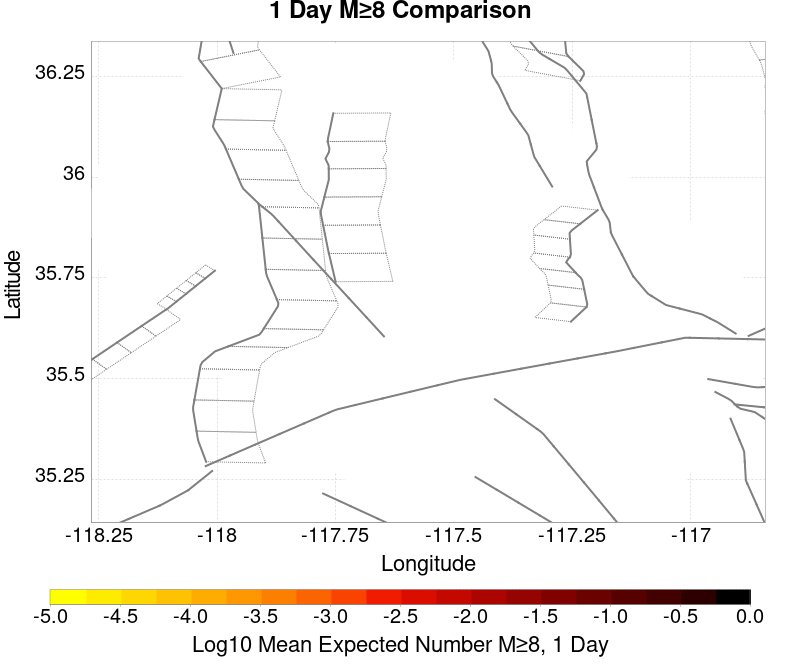 1 Day M≥8 Comparison
36.25
36
35.75
35.5
35.25
Latitude
-118.25 -118 -117.75 -117.5 -117.25 -117
Longitude
-5.0 -4.5 -4.0 -3.5 -3.0 -2.5 -2.0 -1.5 -1.0 -0.5 0.0
Log10 Mean Expected Number M≥8, 1 Day